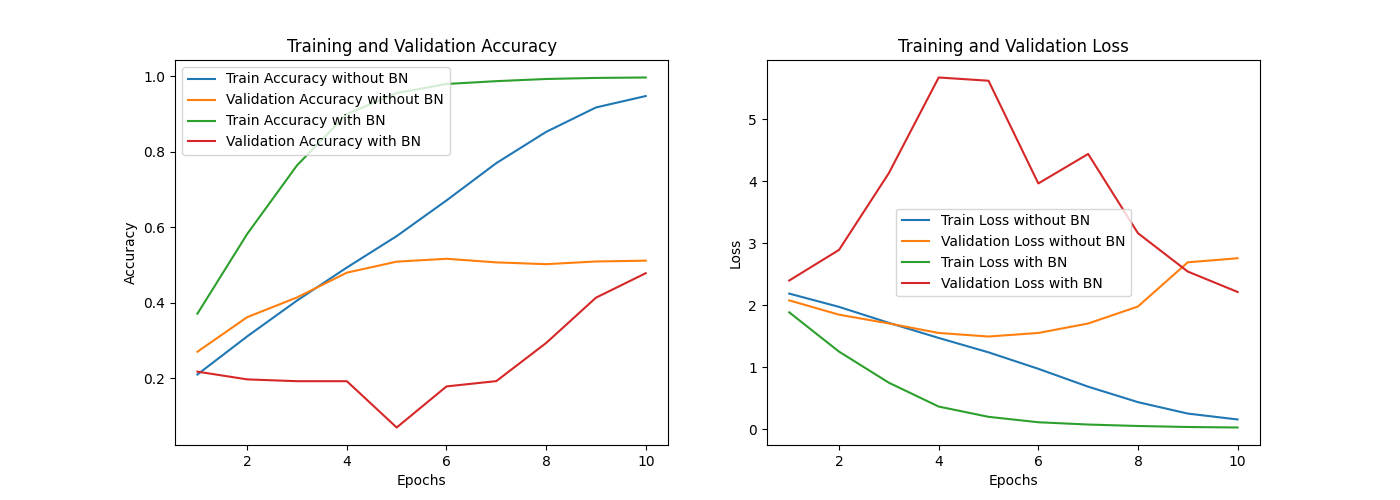 Training and Validation Accuracy
Train Accuracy without BN
Validation Accuracy without BN
Train Accuracy with BN
Validation Accuracy with BN
1.0
0.8
0.6
0.4
0.2
Accuracy
2 4 6 8 10
Epochs
Training and Validation Loss
Train Loss without BN
Validation Loss without BN
Train Loss with BN
Validation Loss with BN
5
4
3
2
1
0
Loss
2 4 6 8 10
Epochs